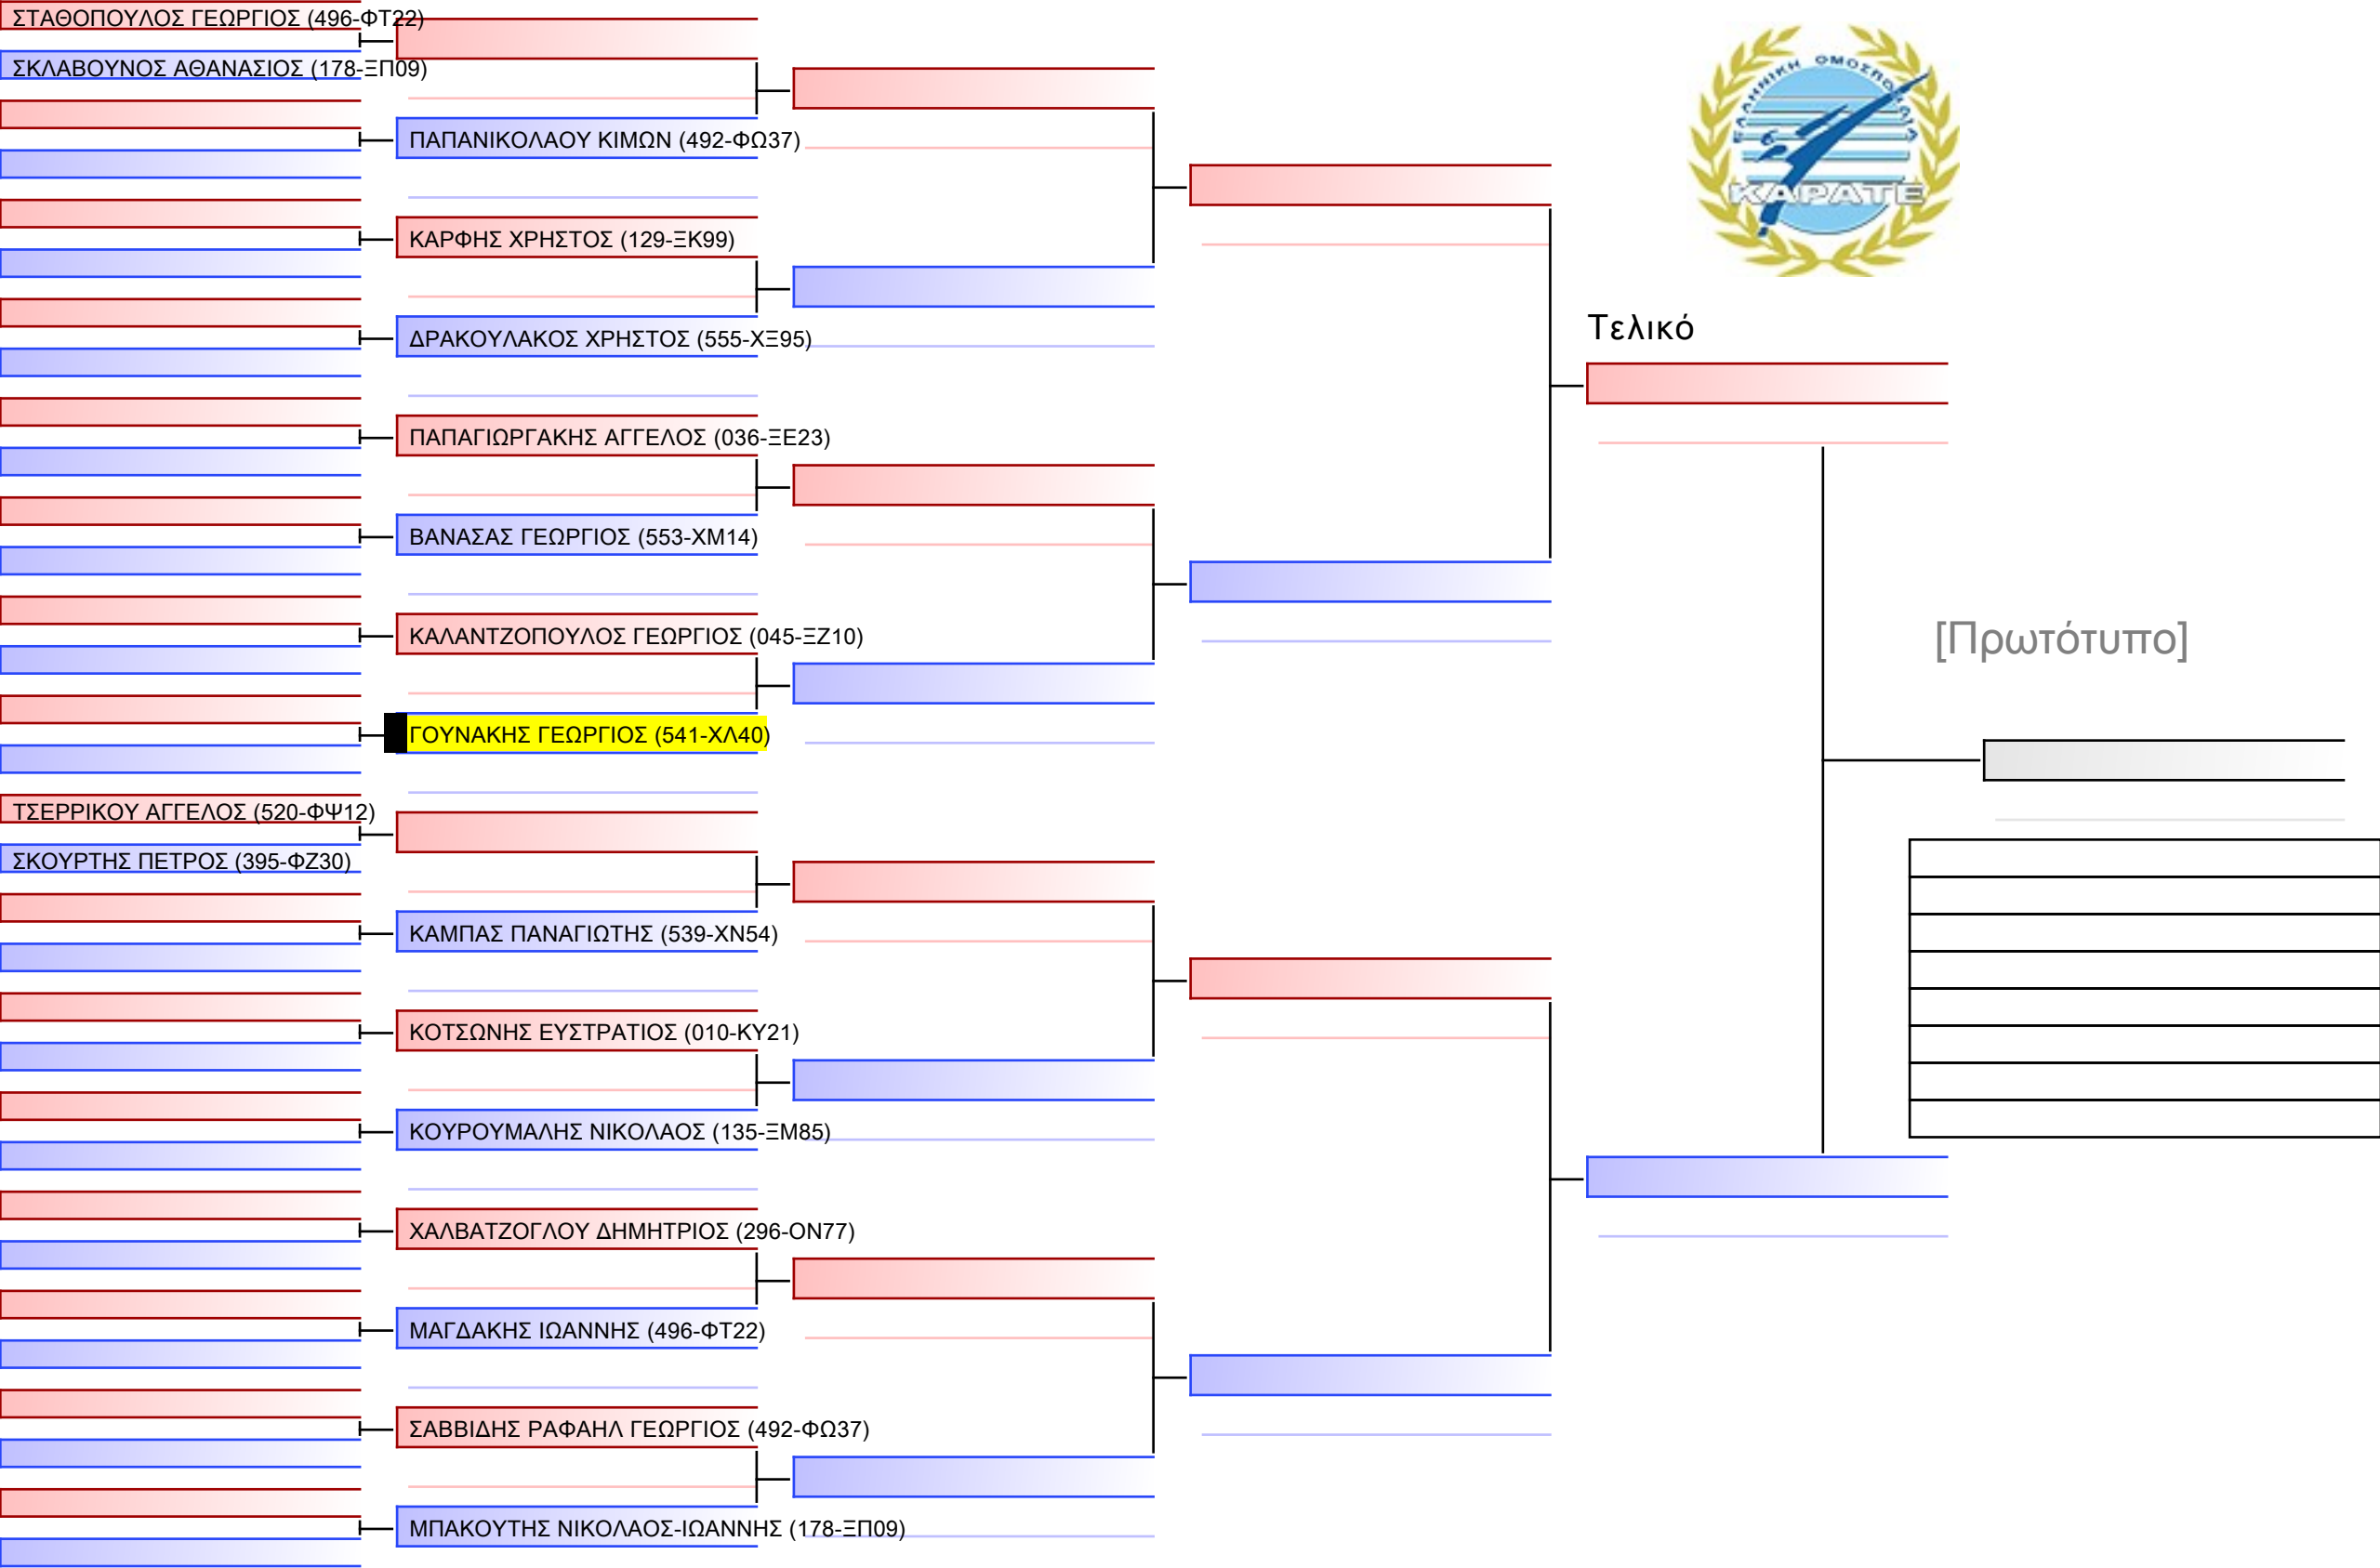 ΣΤΑΘΟΠΟΥΛΟΣ ΓΕΩΡΓΙΟΣ (496-ΦΤ22)
ΣΚΛΑΒΟΥΝΟΣ ΑΘΑΝΑΣΙΟΣ (178-ΞΠ09)
ΠΑΠΑΝΙΚΟΛΑΟΥ ΚΙΜΩΝ (492-ΦΩ37)
ΚΑΡΦΗΣ ΧΡΗΣΤΟΣ (129-ΞΚ99)
ΔΡΑΚΟΥΛΑΚΟΣ ΧΡΗΣΤΟΣ (555-ΧΞ95)
ΠΑΠΑΓΙΩΡΓΑΚΗΣ ΑΓΓΕΛΟΣ (036-ΞΕ23)
ΒΑΝΑΣΑΣ ΓΕΩΡΓΙΟΣ (553-ΧΜ14)
ΚΑΛΑΝΤΖΟΠΟΥΛΟΣ ΓΕΩΡΓΙΟΣ (045-ΞΖ10)
ΓΟΥΝΑΚΗΣ ΓΕΩΡΓΙΟΣ (541-ΧΛ40)
ΤΣΕΡΡΙΚΟΥ ΑΓΓΕΛΟΣ (520-ΦΨ12)
ΣΚΟΥΡΤΗΣ ΠΕΤΡΟΣ (395-ΦΖ30)
ΚΑΜΠΑΣ ΠΑΝΑΓΙΩΤΗΣ (539-ΧΝ54)
ΚΟΤΣΩΝΗΣ ΕΥΣΤΡΑΤΙΟΣ (010-ΚΥ21)
ΚΟΥΡΟΥΜΑΛΗΣ ΝΙΚΟΛΑΟΣ (135-ΞΜ85)
ΧΑΛΒΑΤΖΟΓΛΟΥ ΔΗΜΗΤΡΙΟΣ (296-ΟΝ77)
ΜΑΓΔΑΚΗΣ ΙΩΑΝΝΗΣ (496-ΦΤ22)
ΣΑΒΒΙΔΗΣ ΡΑΦΑΗΛ ΓΕΩΡΓΙΟΣ (492-ΦΩ37)
ΜΠΑΚΟΥΤΗΣ ΝΙΚΟΛΑΟΣ-ΙΩΑΝΝΗΣ (178-ΞΠ09)
ΕΛΛΗΝΙΚΗ ΟΜΟΣΠΟΝΔΙΑ
ΚΑΡΑΤΕ
Τελικό
[Πρωτότυπο]